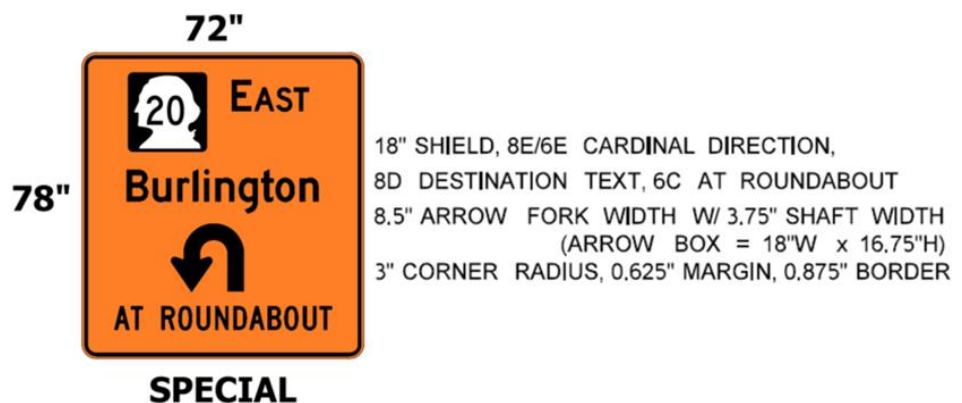 72"
20 EAST
78"
Burlington
AT ROUNDABOUT
SPECIAL
18" SHIELD, 8E/6E CARDINAL DIRECTION,
8D DESTINATION TEXT, 6C AT ROUNDABOUT
8.5" ARROW FORK WIDTH W/ 3.75" SHAFT WIDTH
(ARROW BOX = 18"W x 16.75"H)
3" CORNER RADIUS, 0.625" MARGIN, 0.875" BORDER